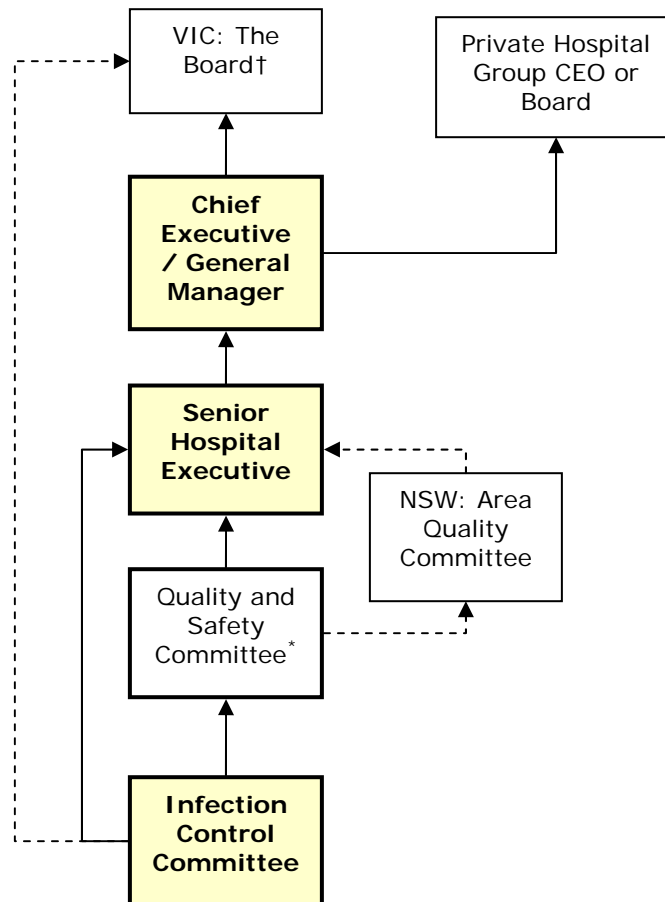 VIC: The
Board†
Private Hospital
Group CEO or
Board
Chief
Executive
/ General
Manager
Senior
Hospital
Executive
NSW: Area
Quality
Committee
Quality and
Safety
Committee*
Infection
Control
Committee